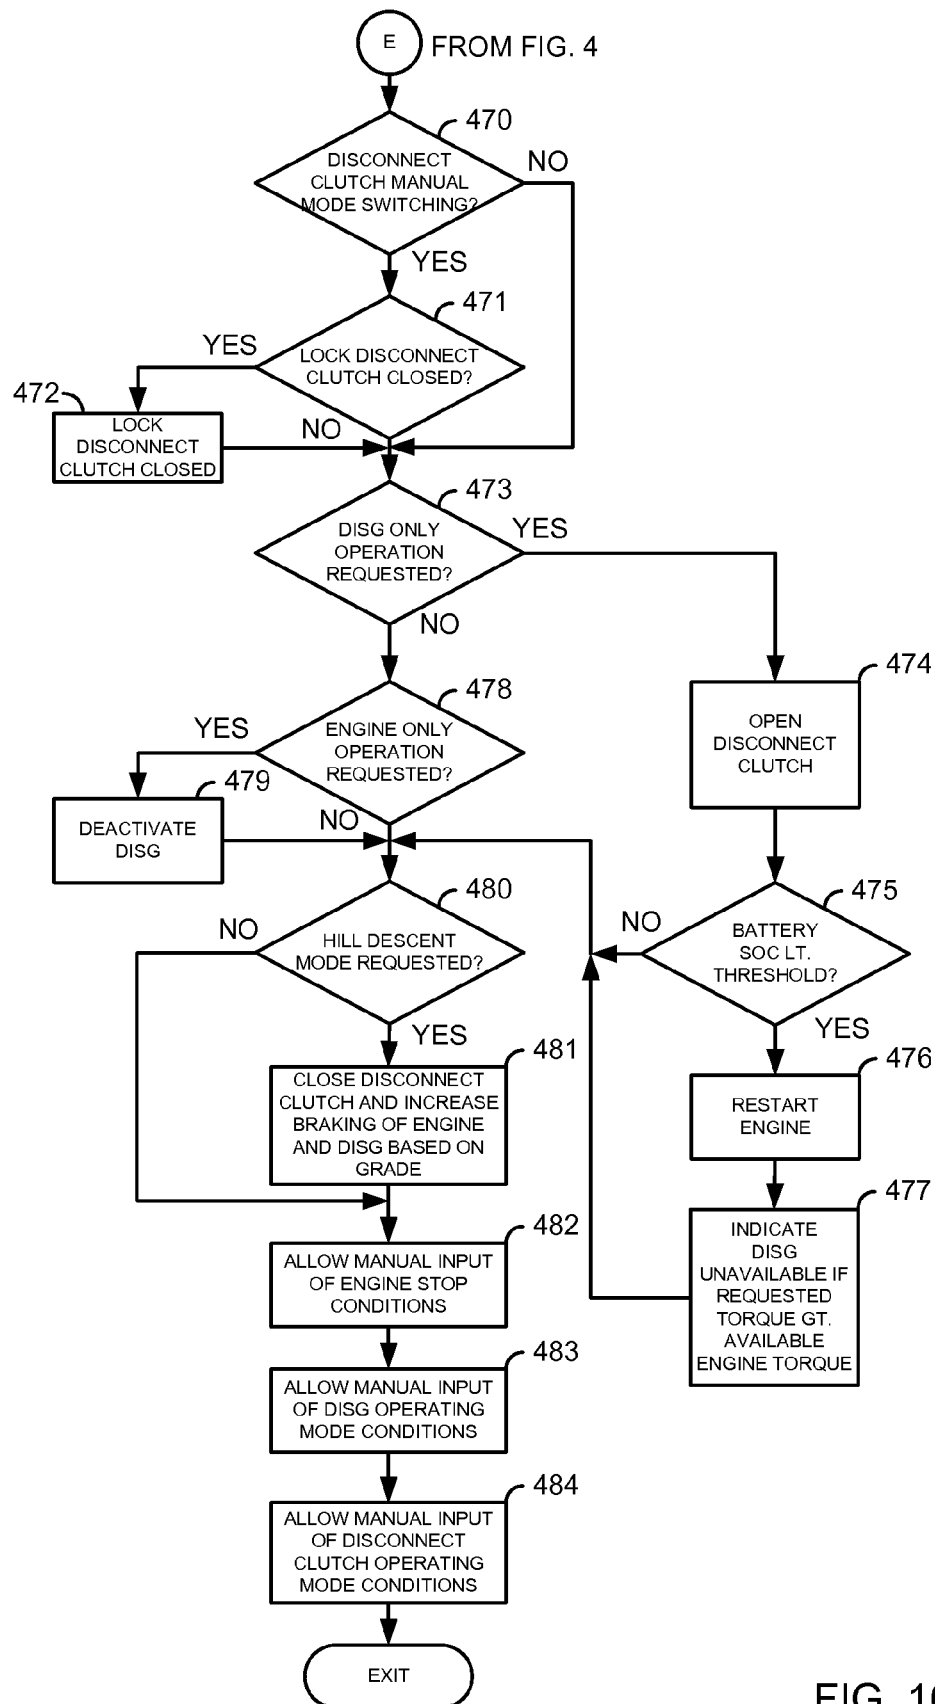 E
FROM FIG. 4
470
DISCONNECT
CLUTCH MANUAL
MODE SWITCHING?
NO
YES
471
LOCK DISCONNECT
CLUTCH CLOSED?
YES
472
LOCK
DISCONNECT
CLUTCH CLOSED
NO
473
DISG ONLY
OPERATION
REQUESTED?
YES
NO
474
OPEN
DISCONNECT
CLUTCH
478
ENGINE ONLY
OPERATION
REQUESTED?
YES
479
DEACTIVATE
DISG
NO
475
BATTERY
SOC LT.
THRESHOLD?
NO
YES
480
HILL DESCENT
MODE REQUESTED?
NO
YES
476
RESTART
ENGINE
481
CLOSE DISCONNECT
CLUTCH AND INCREASE
BRAKING OF ENGINE
AND DISG BASED ON
GRADE
477
INDICATE
DISG
UNAVAILABLE IF
REQUESTED
TORQUE GT.
AVAILABLE
ENGINE TORQUE
482
ALLOW MANUAL INPUT
OF ENGINE STOP
CONDITIONS
483
ALLOW MANUAL INPUT
OF DISG OPERATING
MODE CONDITIONS
484
ALLOW MANUAL INPUT
OF DISCONNECT
CLUTCH OPERATING
MODE CONDITIONS
EXIT
FIG.